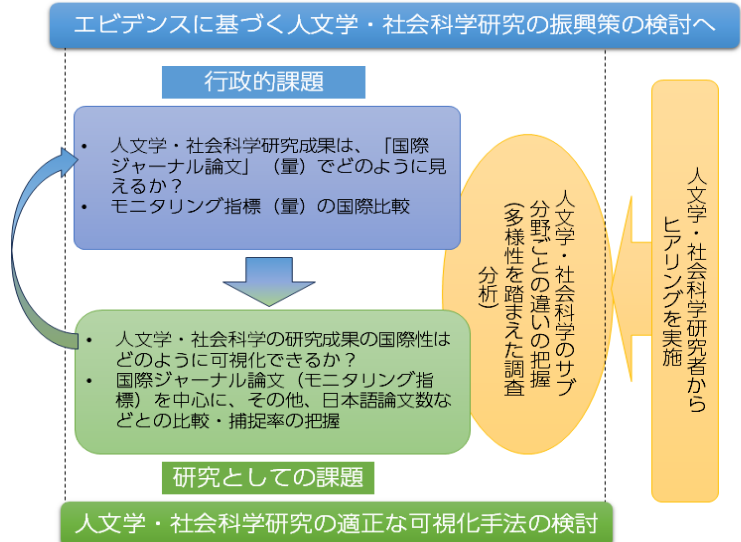 エビデンスに基づく人文学・社会科学研究の振興策の検討へ
行政的課題
• 人文学・社会科学研究成果は、「国際
ジャーナル論文」（量）でどのように見
えるか？
• モニタリング指標（量）の国際比較
• 人文学・社会科学の研究成果の国際性は
どのように可視化できるか？
• 国際ジャーナル論文（モニタリング指
標）を中心に、その他、日本語論文数な
どとの比較・捕捉率の把握
研究としての課題
人文学・社会科学のサブ
分野ごとの違いの把握
(多様性を踏まえた調査
分析)
人文学・社会科学研究者から
ヒアリングを実施
人文学・社会科学研究の適正な可視化手法の検討